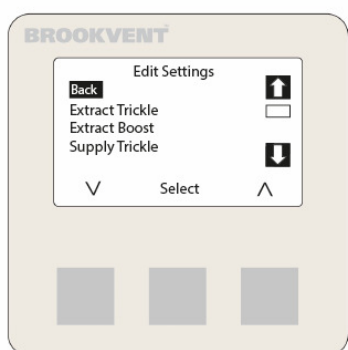 BROOKVENT
Edit Settings
Back
Extract Trickle
Extract Boost
Supply Trickle
Select